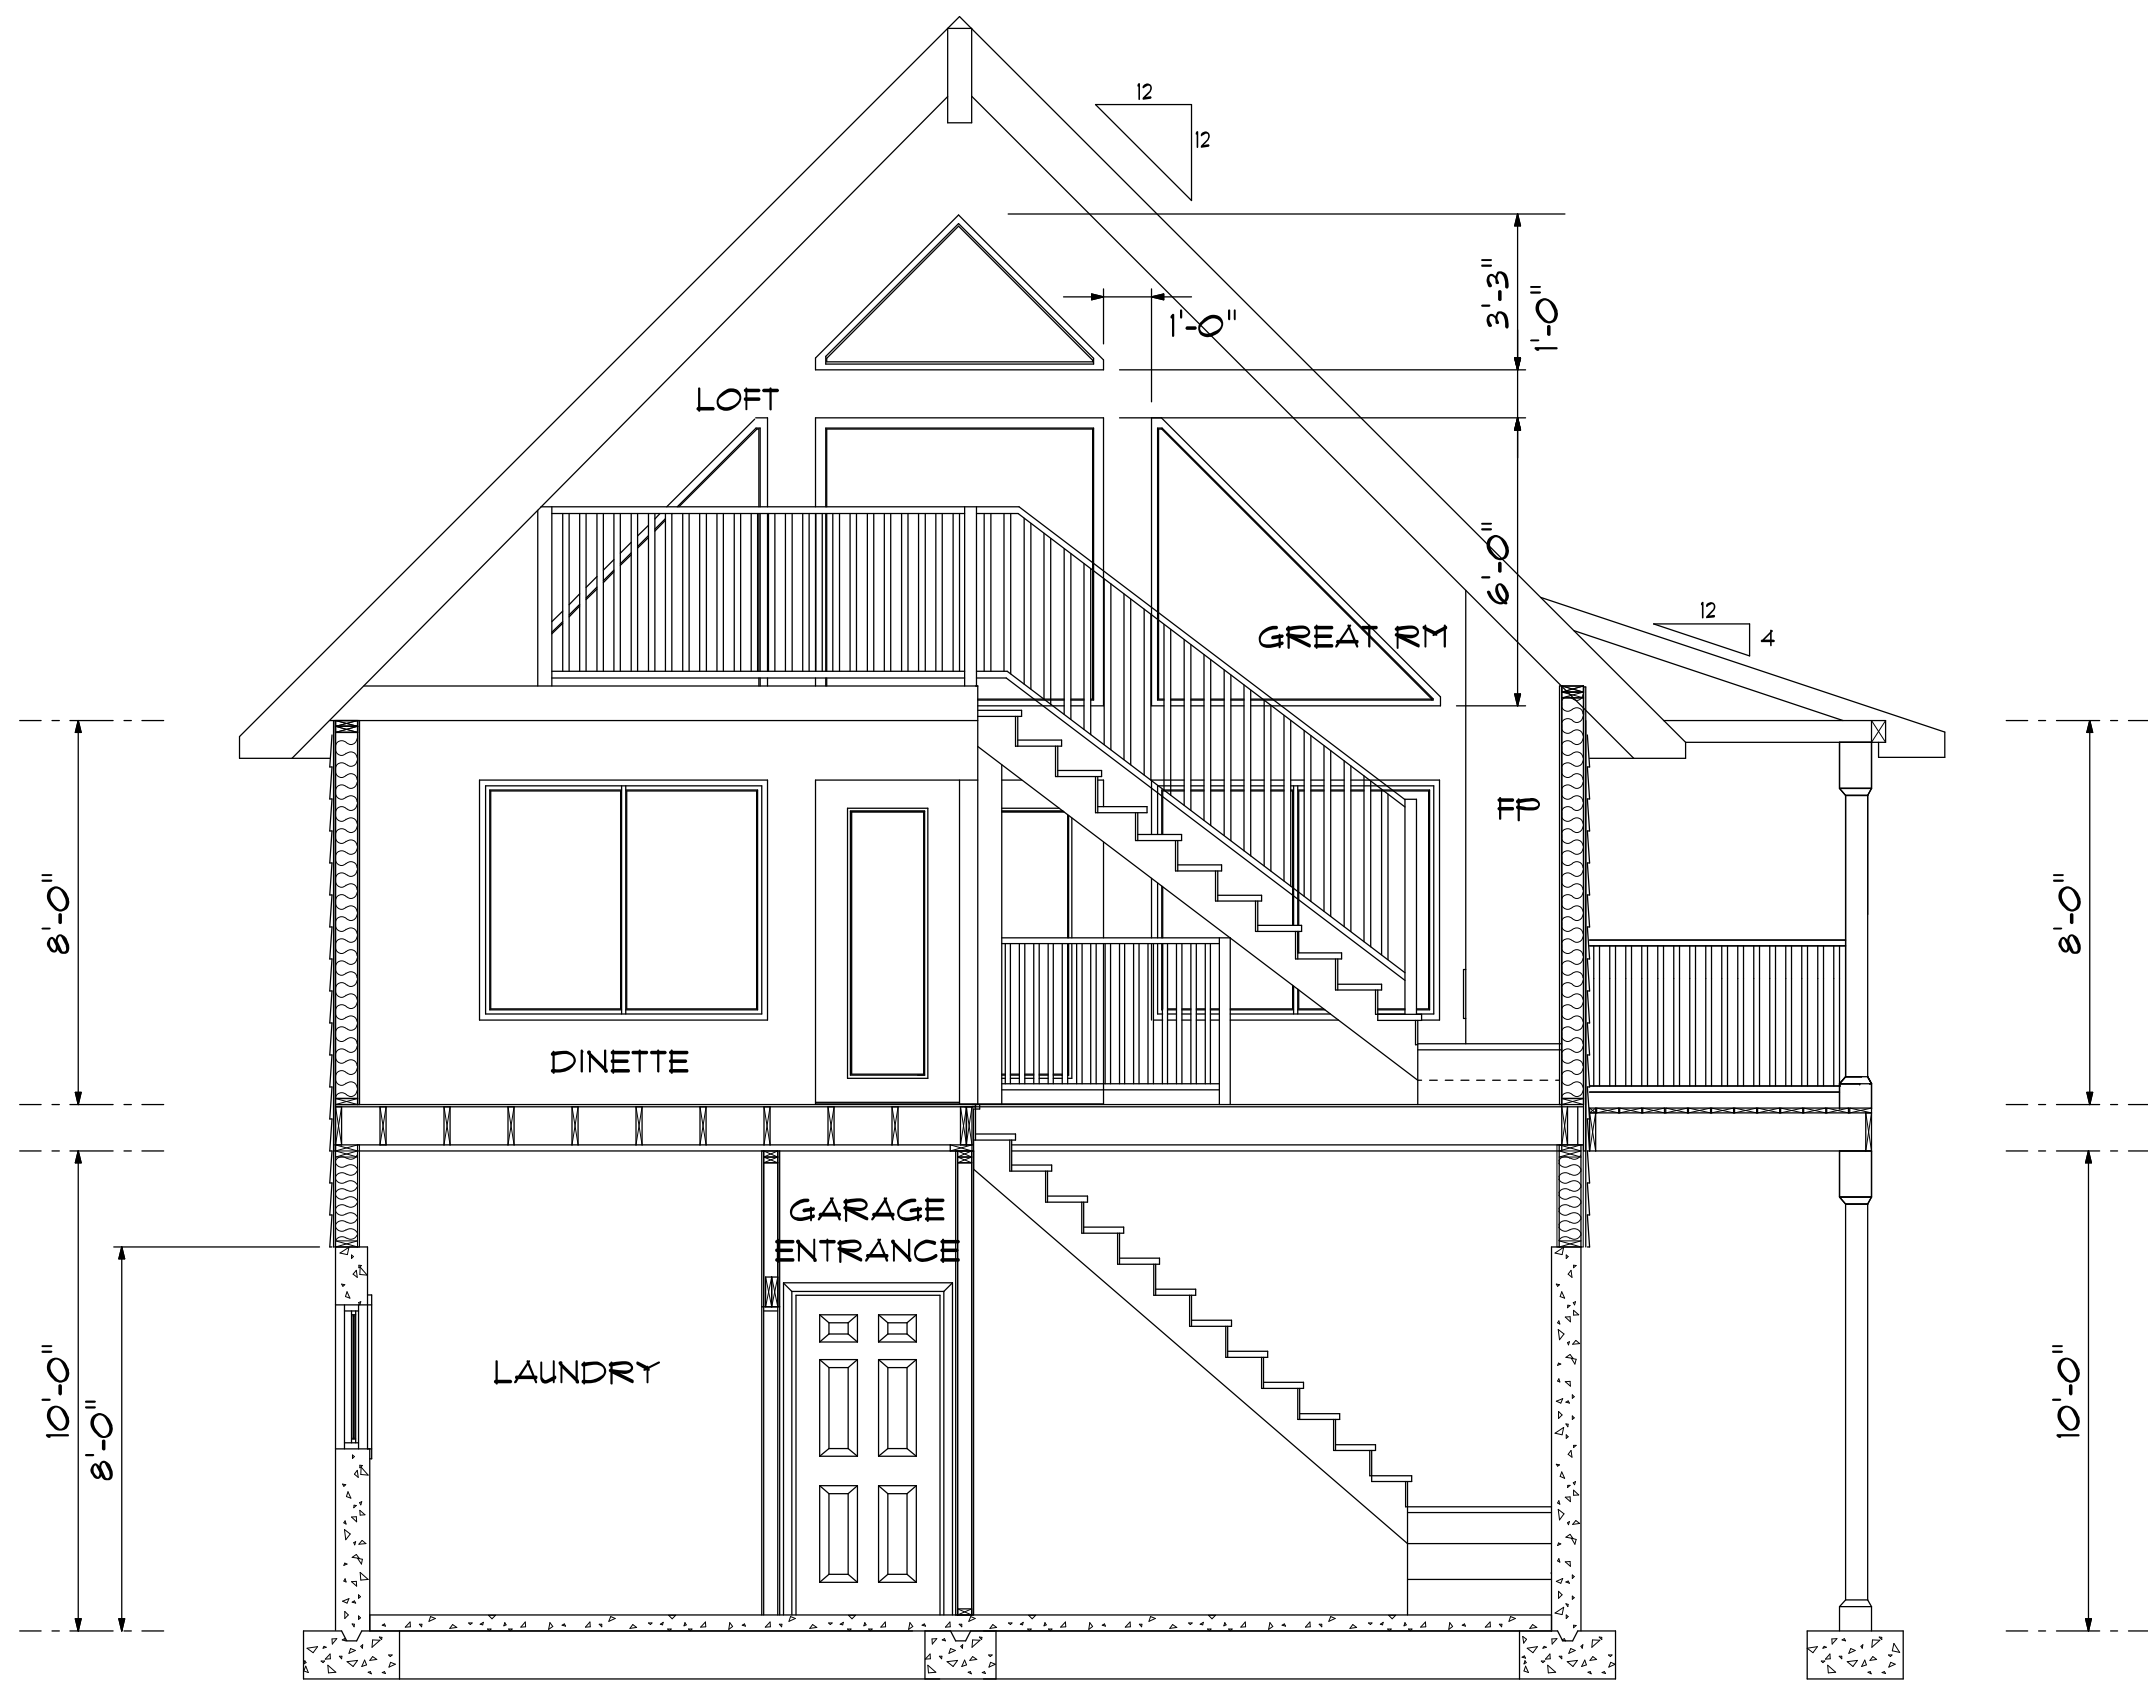 12
12
3'-3"
1'-0"
1'-0"
LOFT
6'-0"
12
4
GREAT RM
FP
8'-0"
8'-0"
DINETTE
GARAGE
ENTRANCE
LAUNDRY
10'-0"
8'-0"
10'-0"